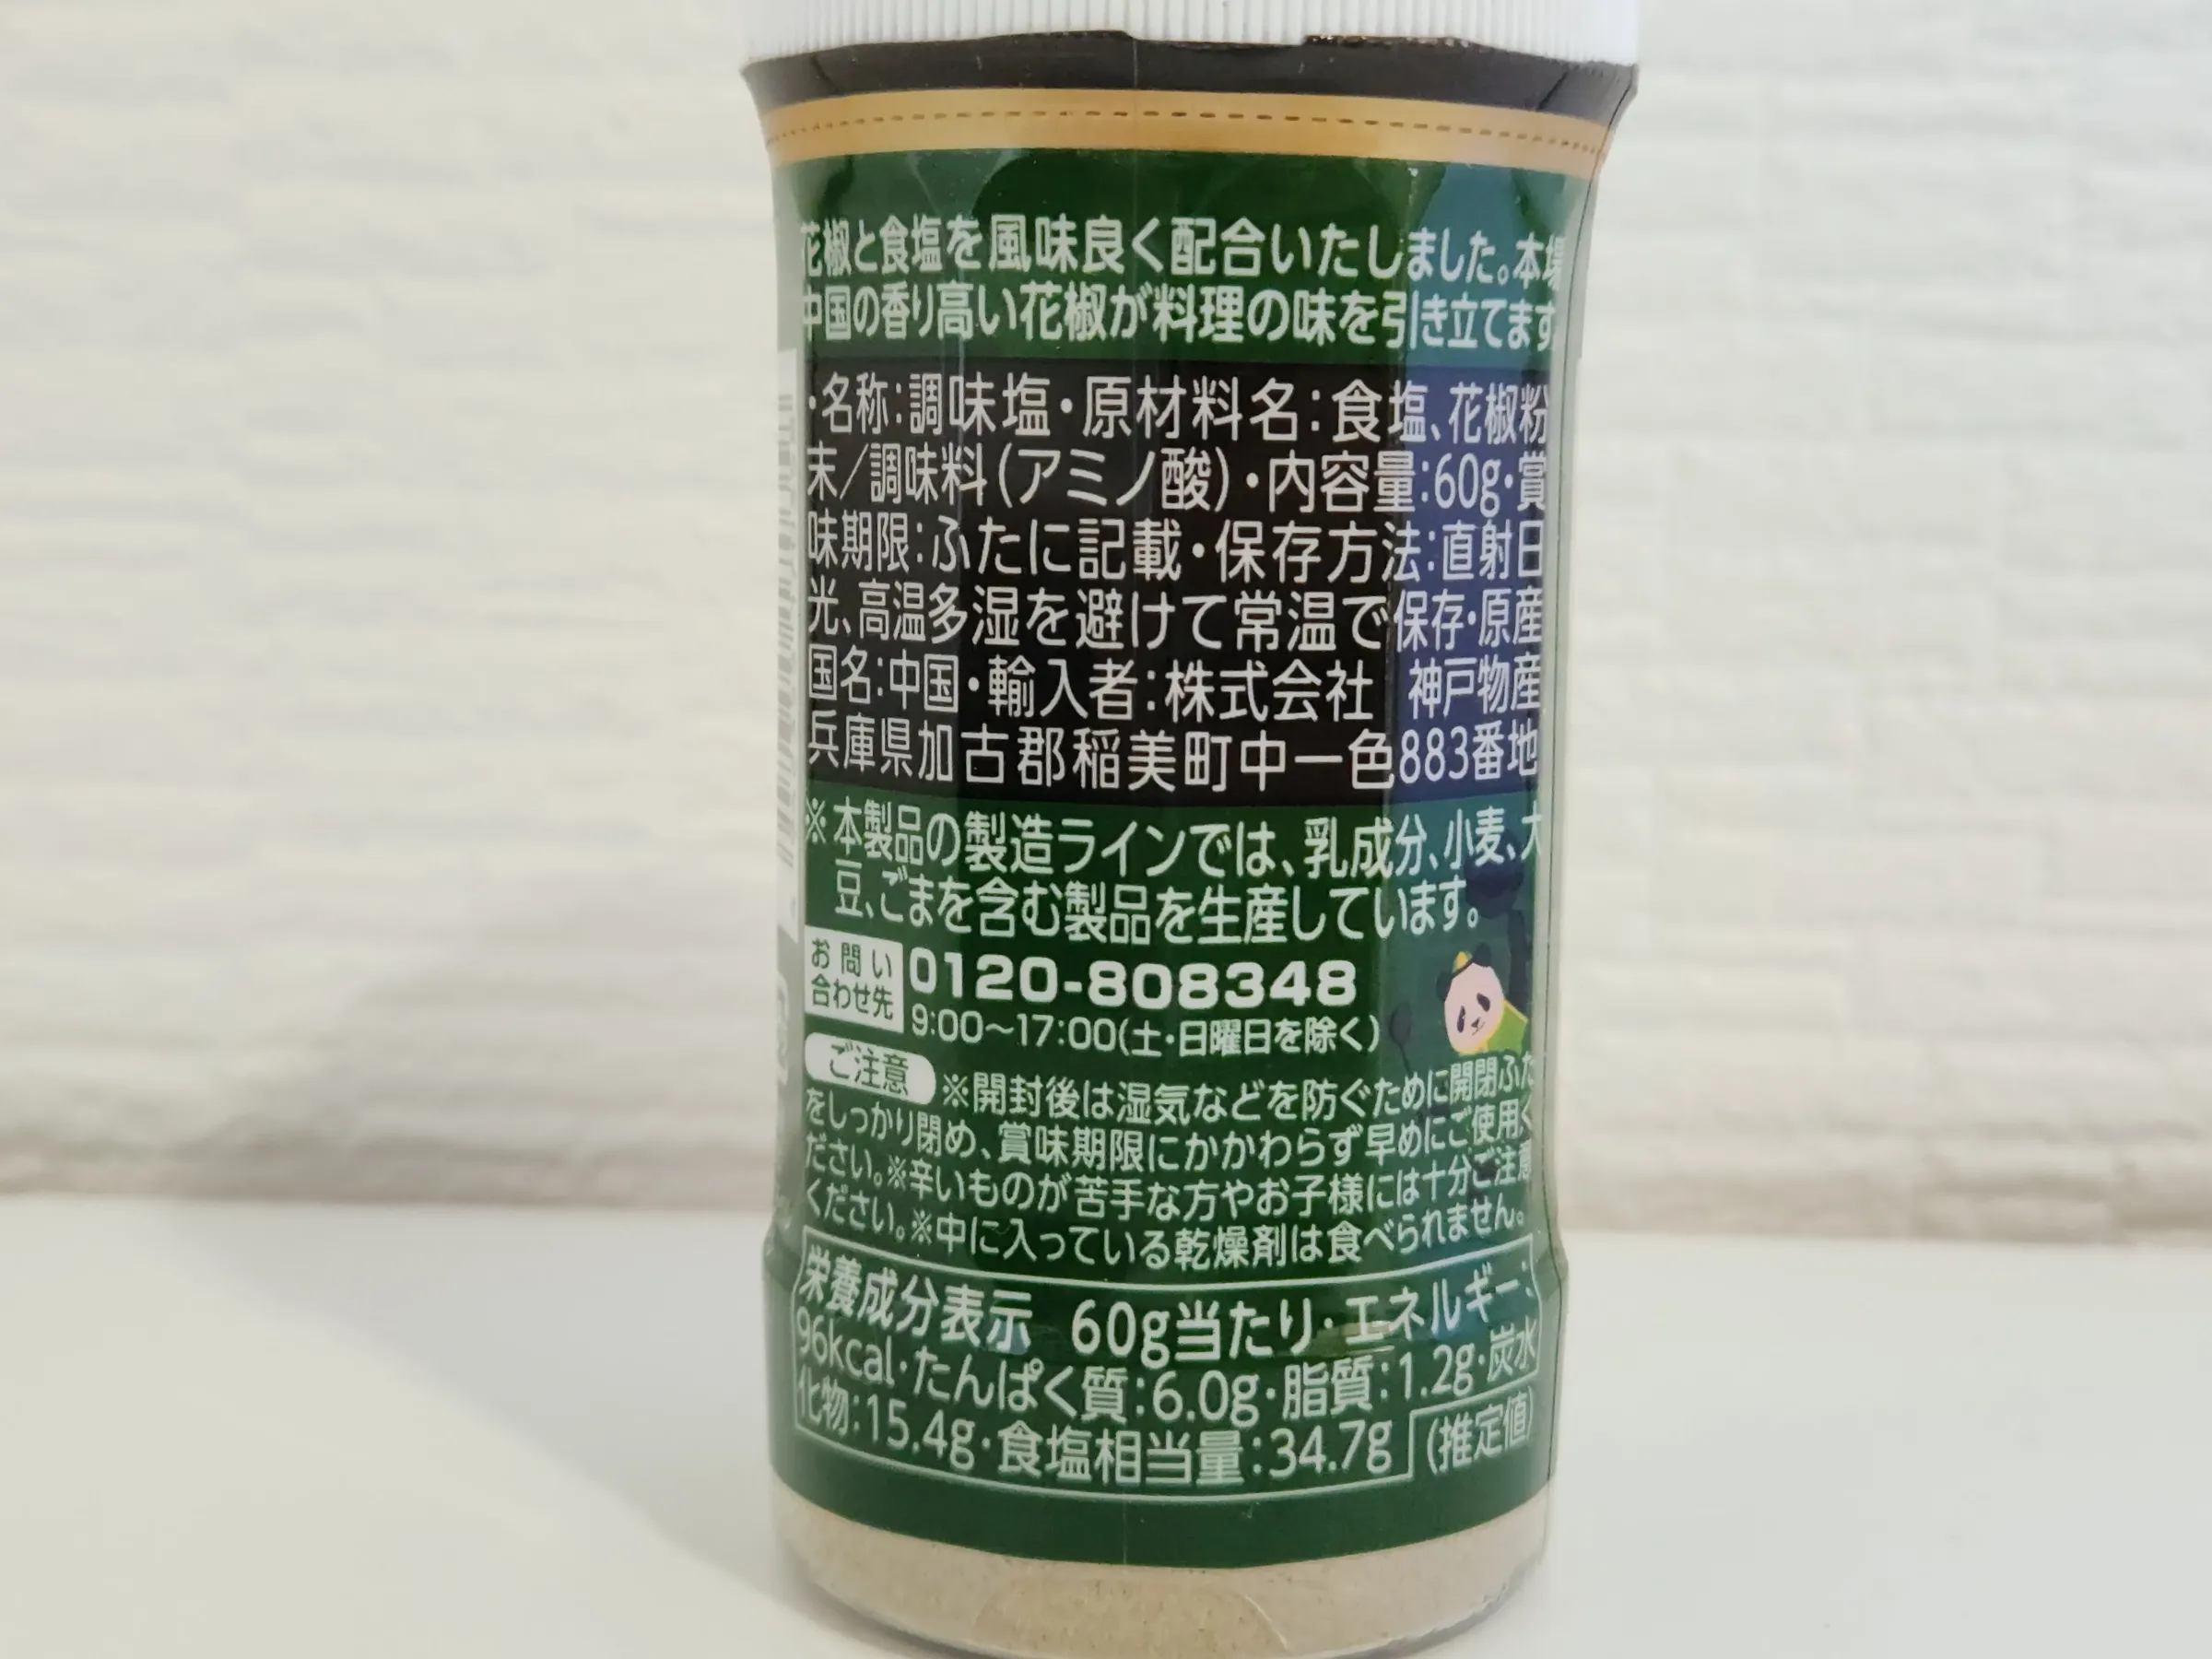 花椒と食塩を風味良く配合いたしました。本場
中国の香り高い花椒が料理の味を引き立てます
・名称:調味塩・原材料名:食塩、花椒粉
末/調味料(アミノ酸)・内容量:60g・賞
味期限:ふたに記載・保存方法:直射日
光、高温多湿を避けて常温で保存・原産
国名:中国・輸入者:株式会社 神戸物産
兵庫県加古郡稲美町中一色883番地
※本製品の製造ラインでは、乳成分、小麦、大
豆、ごまを含む製品を生産しています。
お問い
合わせ先
0120-808348
9:00〜17:00(土・日曜日を除く)
ご注意 ※開封後は湿気などを防ぐために開閉ふた
をしっかり閉め、賞味期限にかかわらず早めにご使用く
ださい。※辛いものが苦手な方やお子様には十分ご注意
ください。※中に入っている乾燥剤は食べられません。
栄養成分表示 60g当たり・エネルギー:
96kcal・たんぱく質:6.0g・脂質:1.2g・炭水
化物:15.4g・食塩相当量:34.7g (推定値)